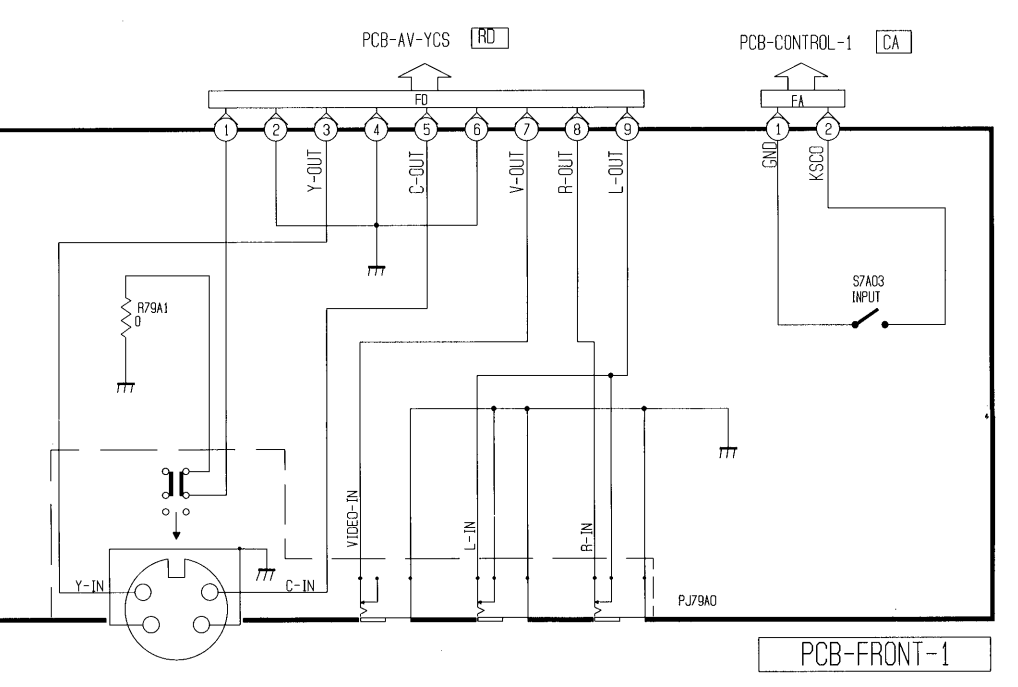 PCB-AV-YCS RD
PCB-CONTROL-1 CA
FD
FA
1 2 3 4 5 6 7 8 9
1 2
Y-OUT
C-OUT
V-OUT
R-OUT
L-OUT
GND
KSCO
S7A03
INPUT
R79A1
0
VIDEO-IN
L-IN
R-IN
Y-IN
C-IN
PJ79A0
PCB-FRONT-1